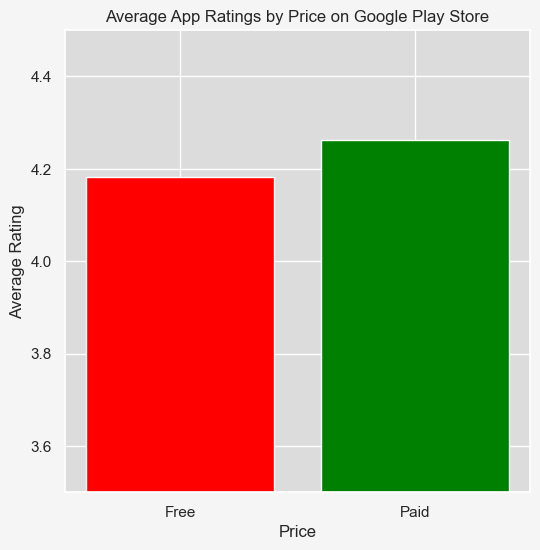 Average App Ratings by Price on Google Play Store
4.4
4.2
4.0
3.8
3.6
Average Rating
Free Paid
Price